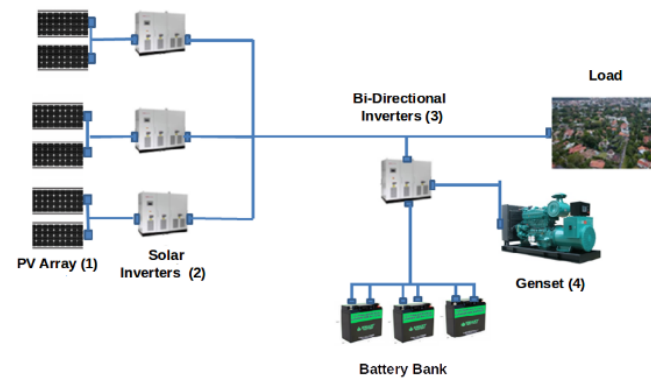 Load
Bi-Directional
Inverters (3)
Solar
Inverters (2)
PV Array (1)
Genset (4)
Battery Bank